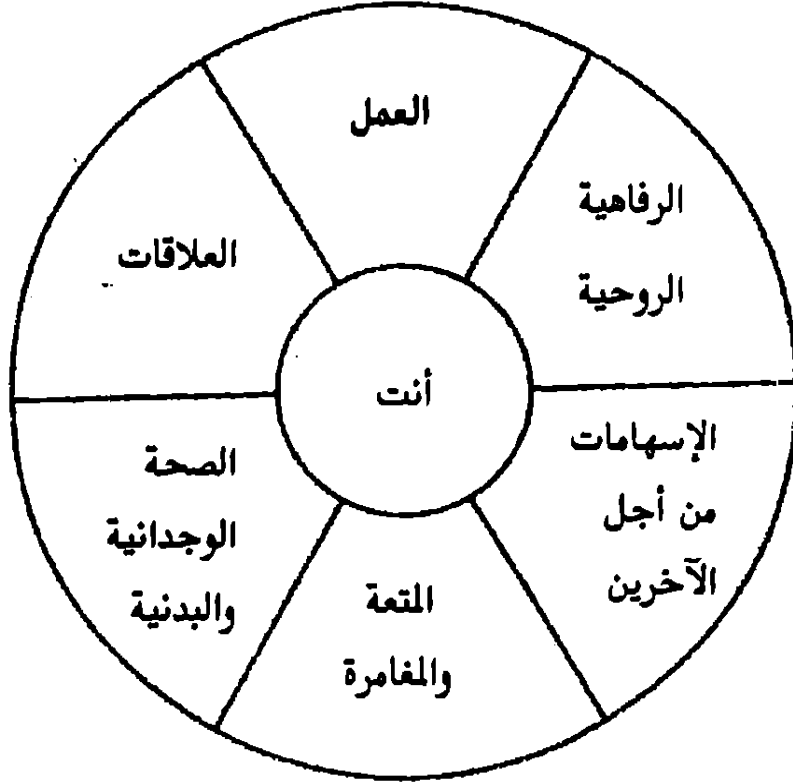 العمل
الرفاهية
الروحية
العلاقات
أنت
الإسهامات
من أجل
الآخرين
الصحة
الوجدانية
والبدنية
المتعة
والمغامرة